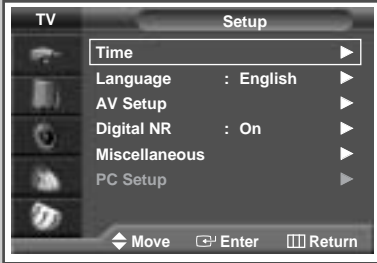 TV Setup
Time
Language : English
AV Setup
Digital NR : On
Miscellaneous
PC Setup
Move Enter Return